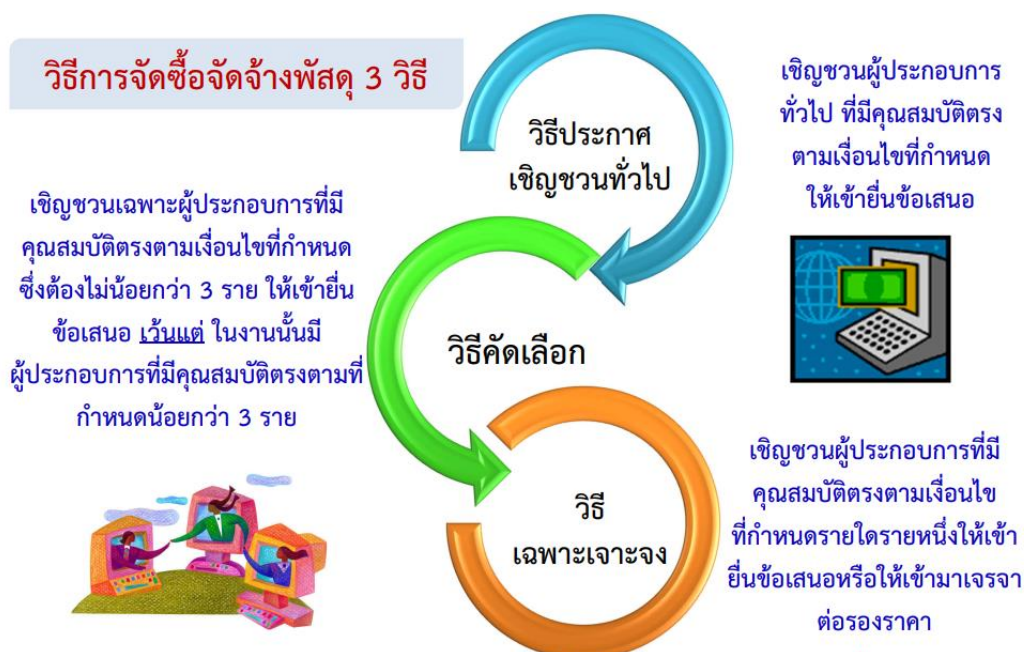 วิธีการจัดซื้อจัดจ้างพัสดุ 3 วิธี
วิธีประกาศ
เชิญชวนทั่วไป
เชิญชวนผู้ประกอบการ
ทั่วไป ที่มีคุณสมบัติตรง
ตามเงื่อนไขที่กำหนด
ให้เข้ายื่นข้อเสนอ
เชิญชวนเฉพาะผู้ประกอบการที่มี
คุณสมบัติตรงตามเงื่อนไขที่กำหนด
ซึ่งต้องไม่น้อยกว่า 3 ราย ให้เข้ายื่น
ข้อเสนอ เว้นแต่ ในงานนั้นมี
ผู้ประกอบการที่มีคุณสมบัติตรงตามที่
กำหนดน้อยกว่า 3 ราย
วิธีคัดเลือก
วิธี
เฉพาะเจาะจง
เชิญชวนผู้ประกอบการที่มี
คุณสมบัติตรงตามเงื่อนไข
ที่กำหนดรายใดรายหนึ่งให้เข้า
ยื่นข้อเสนอหรือให้เข้ามาเจรจา
ต่อรองราคา